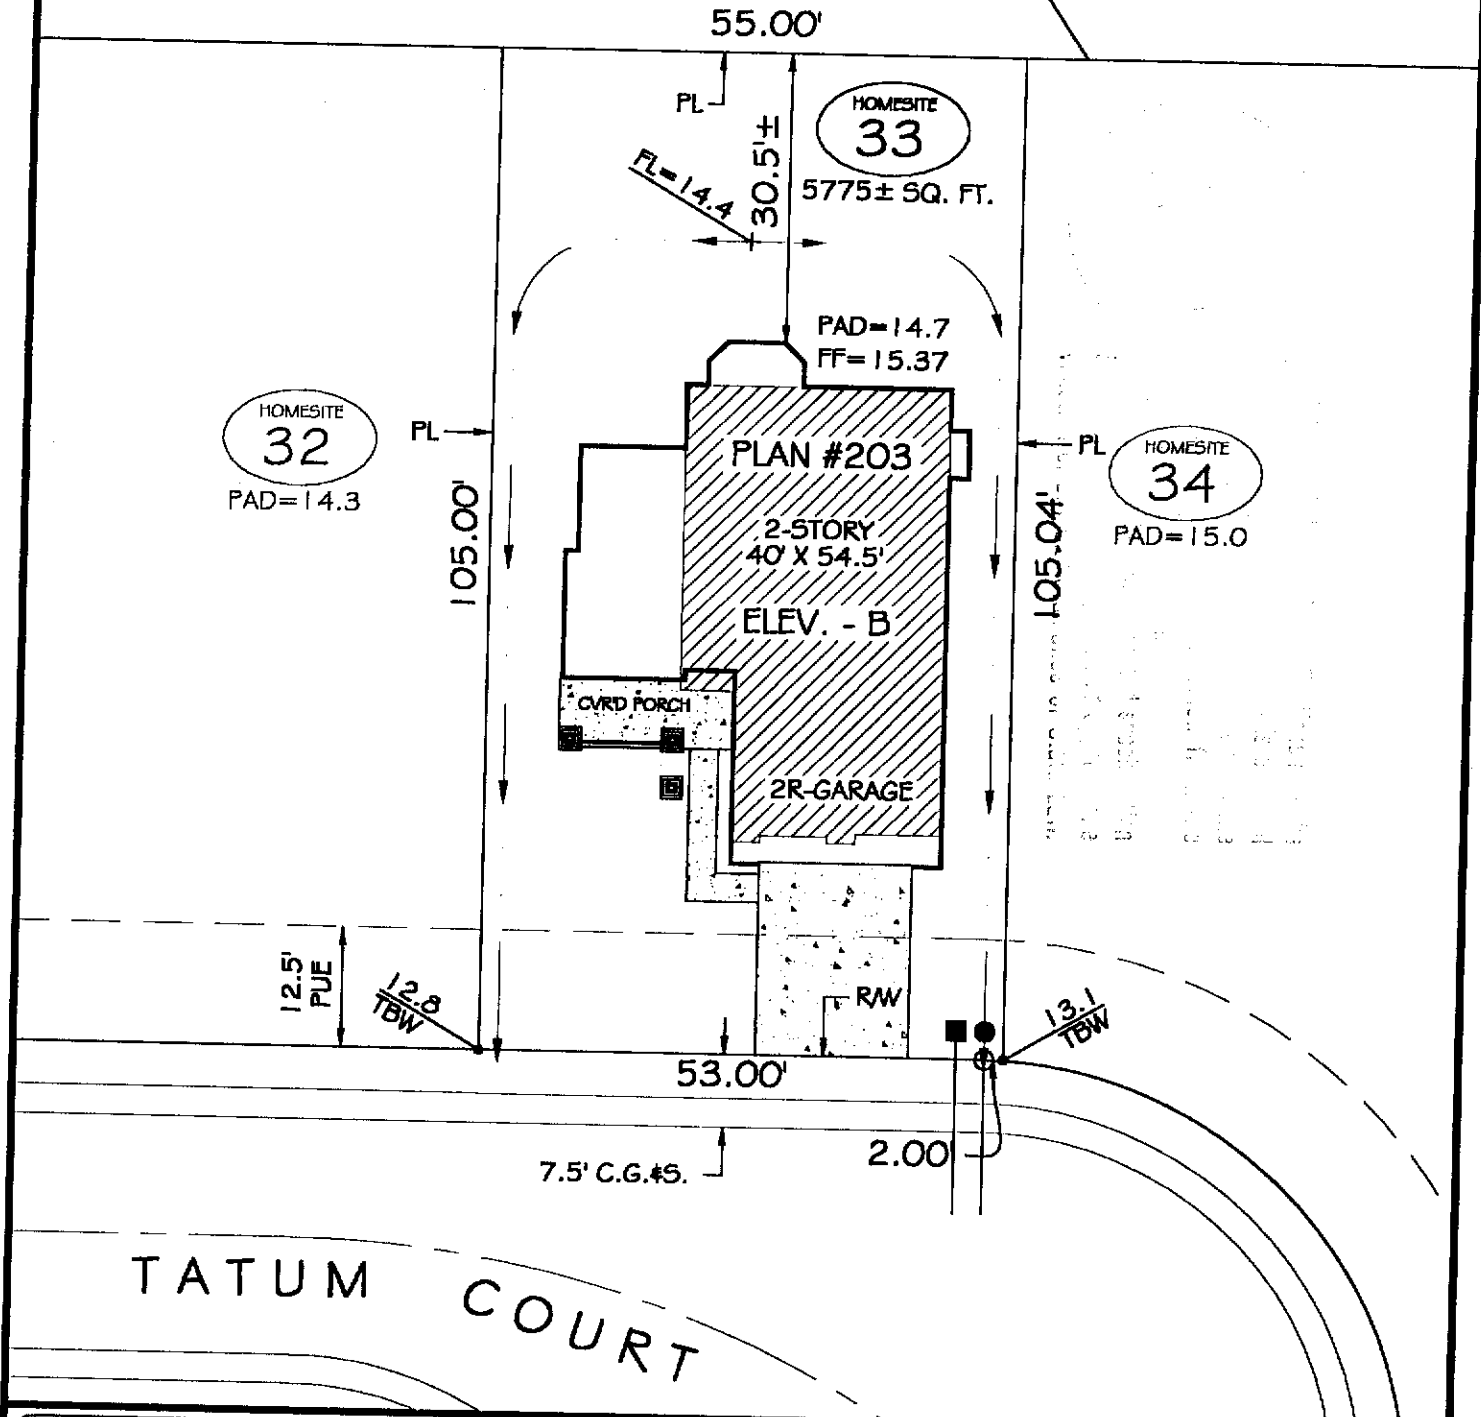 55.00'
PL
HOMESITE
33
5775± SQ. FT.
30.5'±
FL=14.4
PAD=14.7
FF=15.37
HOMESITE
32
PAD=14.3
PL
PL
HOMESITE
34
PAD=15.0
105.00'
105.04'
PLAN #203
2-STORY
40' X 54.5'
ELEV. - B
CVR'D PORCH
2R-GARAGE
12.5'
PUE
12.8
TBW
R/W
13.1
TBW
53.00'
2.00'
7.5' C.G.&S.
TATUM COURT